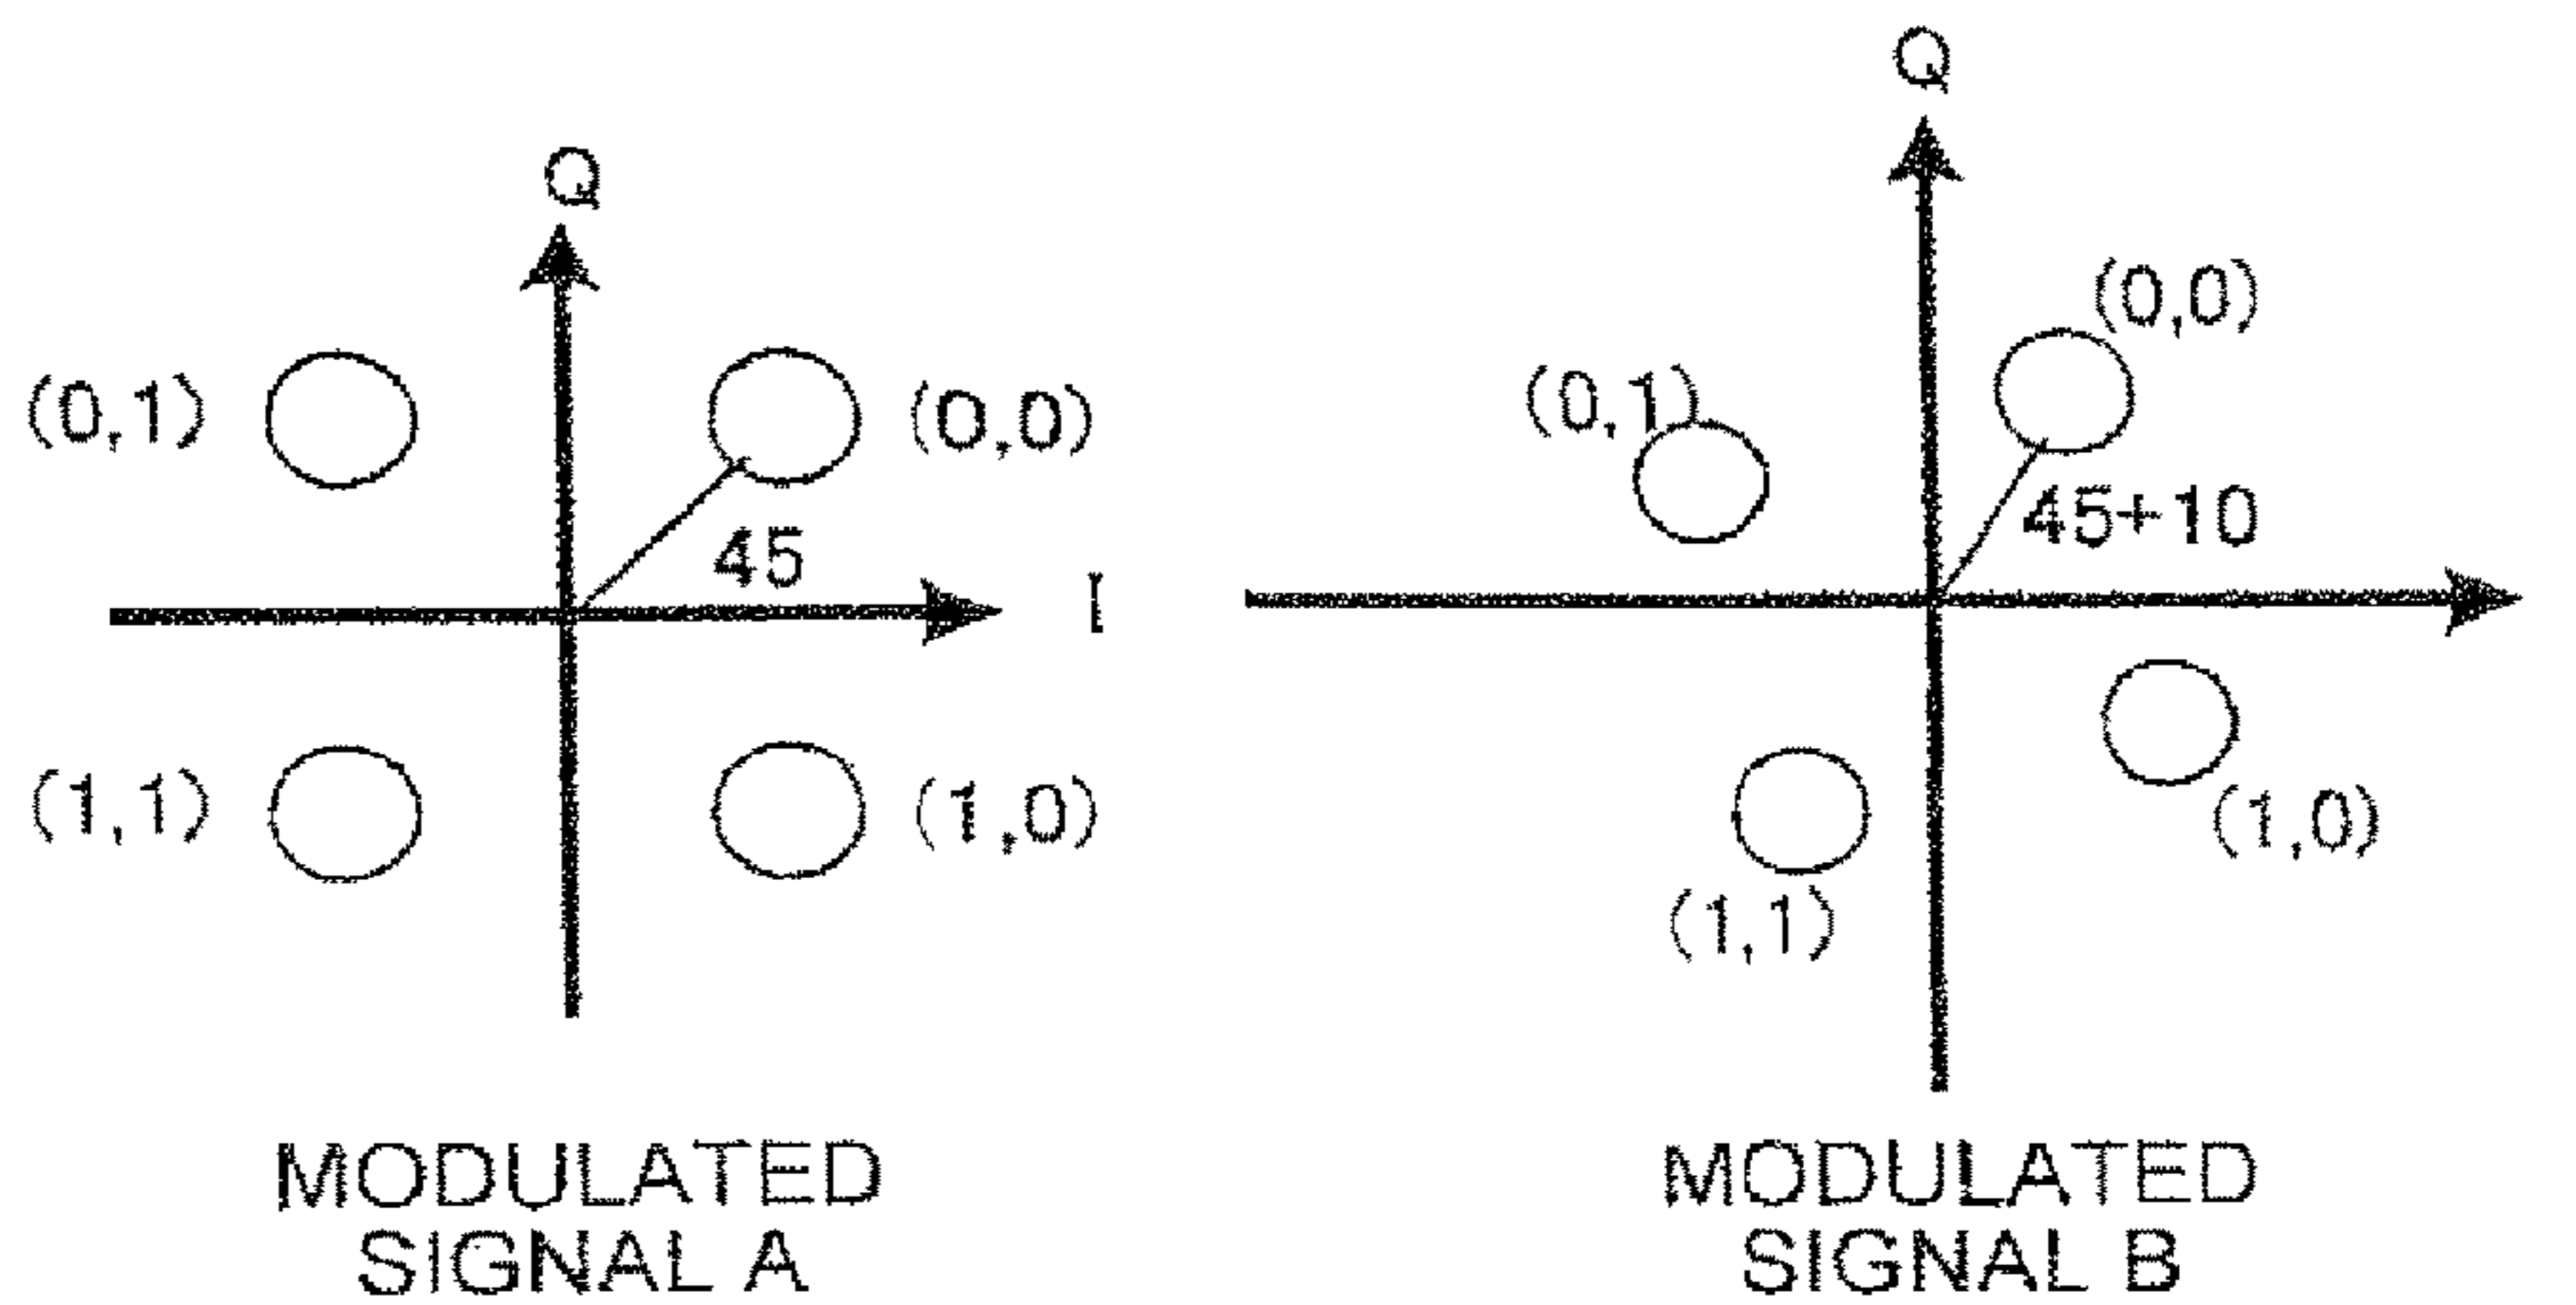 Q
(0,1)
(0,0)
45
I
(1,1)
(1,0)
MODULATED
SIGNAL A
Q
(0,0)
(0,1)
45+10
(1,0)
(1,1)
MODULATED
SIGNAL B